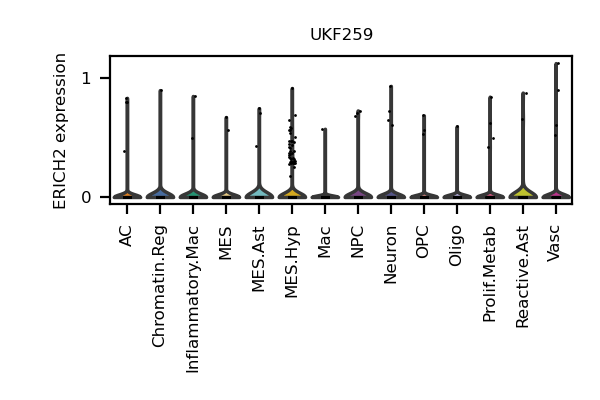 UKF259
ERICH2 expression
1
0
AC
Chromatin.Reg
Inflammatory.Mac
MES
MES.Ast
MES.Hyp
Mac
NPC
Neuron
OPC
Oligo
Prolif.Metab
Reactive.Ast
Vasc